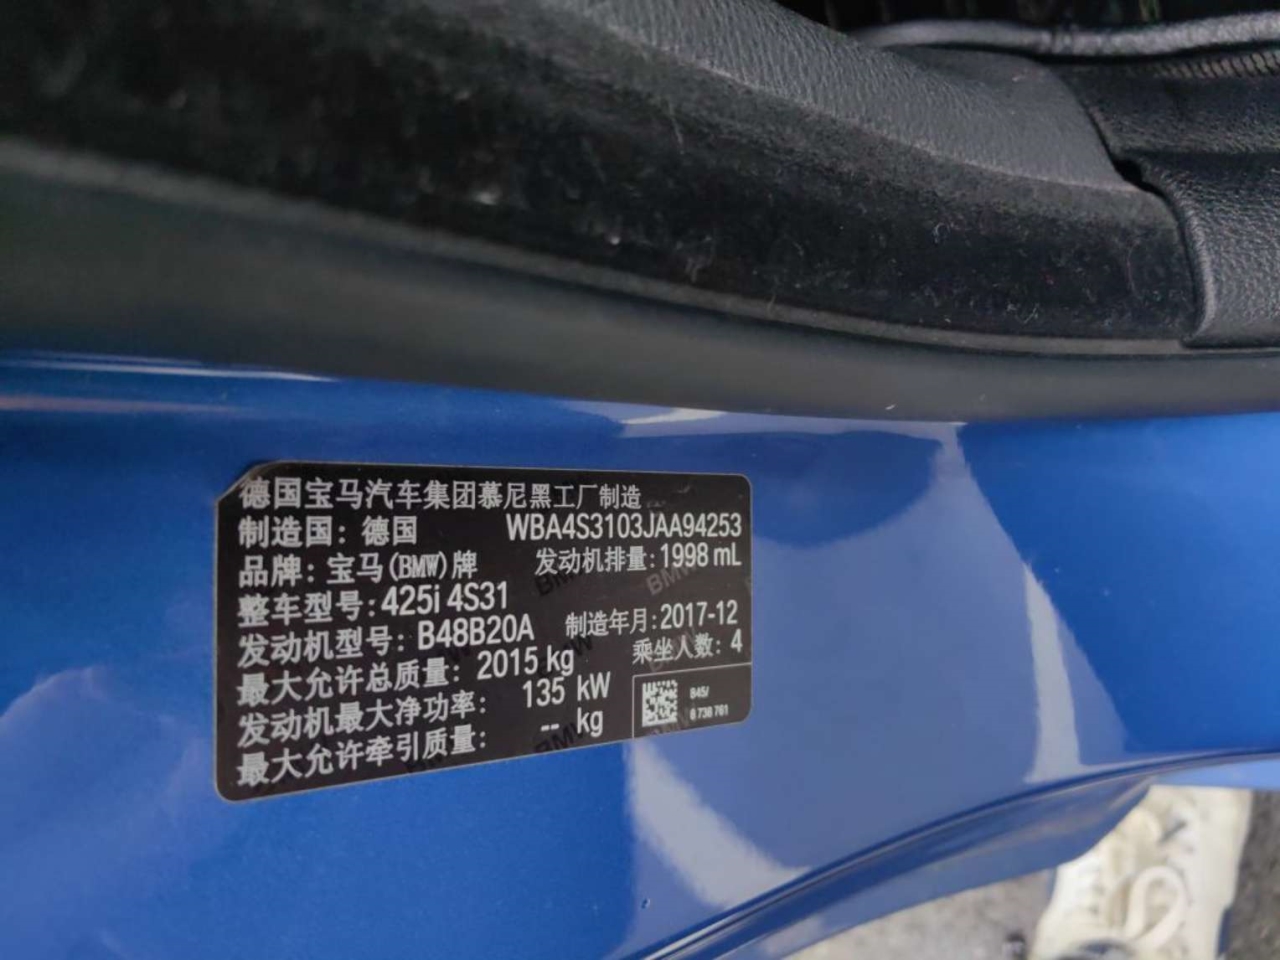 德国宝马汽车集团慕尼黑工厂制造
制造国: 德国 WBA4S3103JAA94253
品牌: 宝马(BMW)牌 发动机排量: 1998 mL
整车型号: 425i 4S31
发动机型号: B48B20A 制造年月: 2017-12
最大允许总质量: 2015 kg 乘坐人数: 4
发动机最大净功率: 135 kW
最大允许牵引质量: -- kg
B45/
8 738 761
BMW
BMW
BMW
BMW